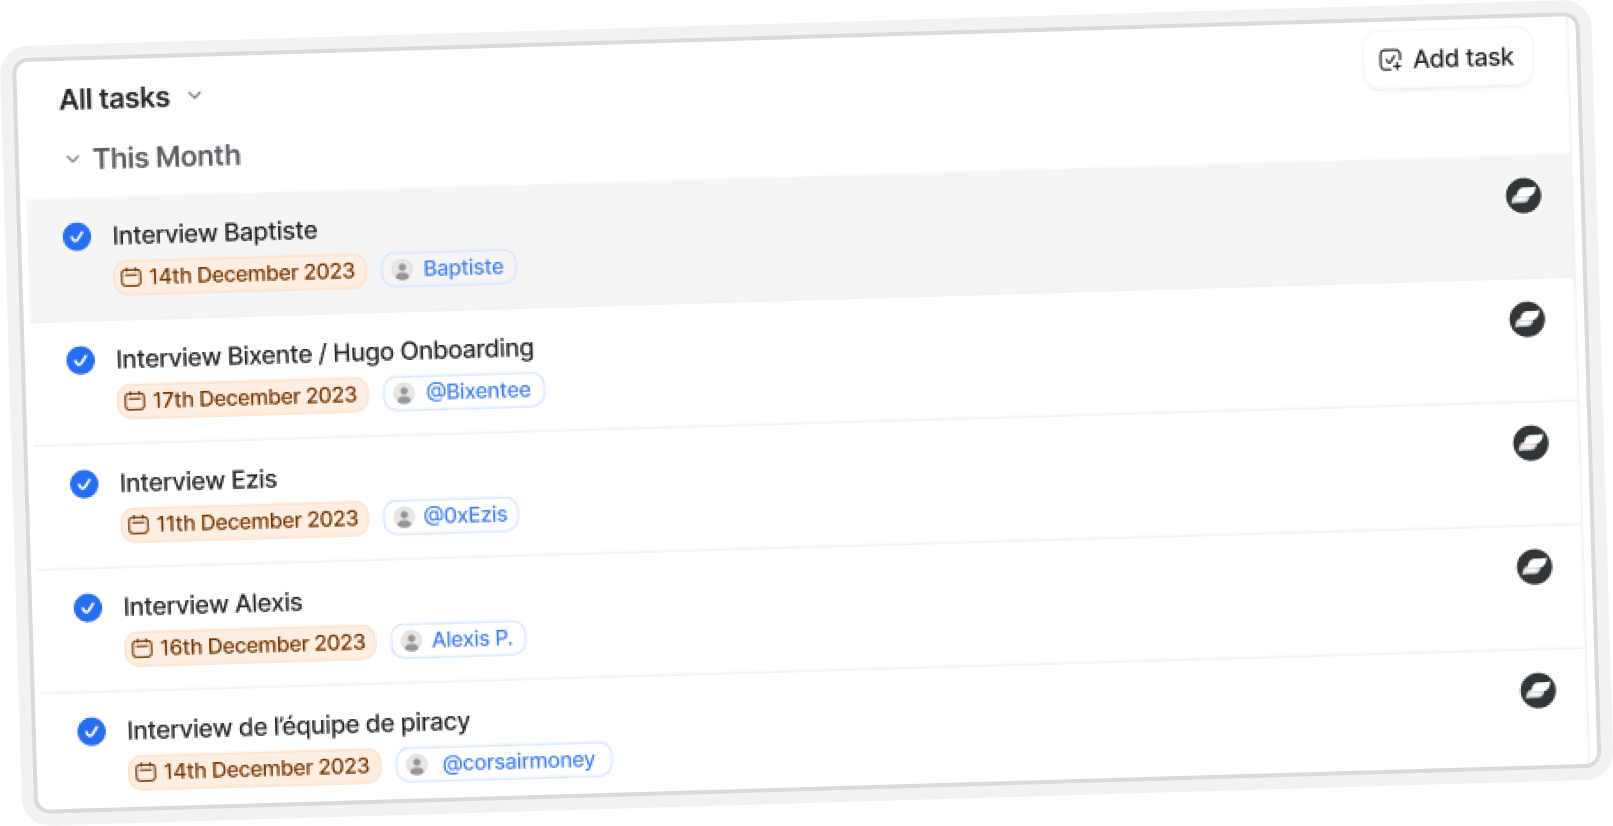 All tasks
Add task
This Month
Interview Baptiste
14th December 2023 Baptiste
Interview Bixente / Hugo Onboarding
17th December 2023 @Bixentee
Interview Ezis
11th December 2023 @0xEzis
Interview Alexis
16th December 2023 Alexis P.
Interview de l'équipe de piracy
14th December 2023 @corsairmoney